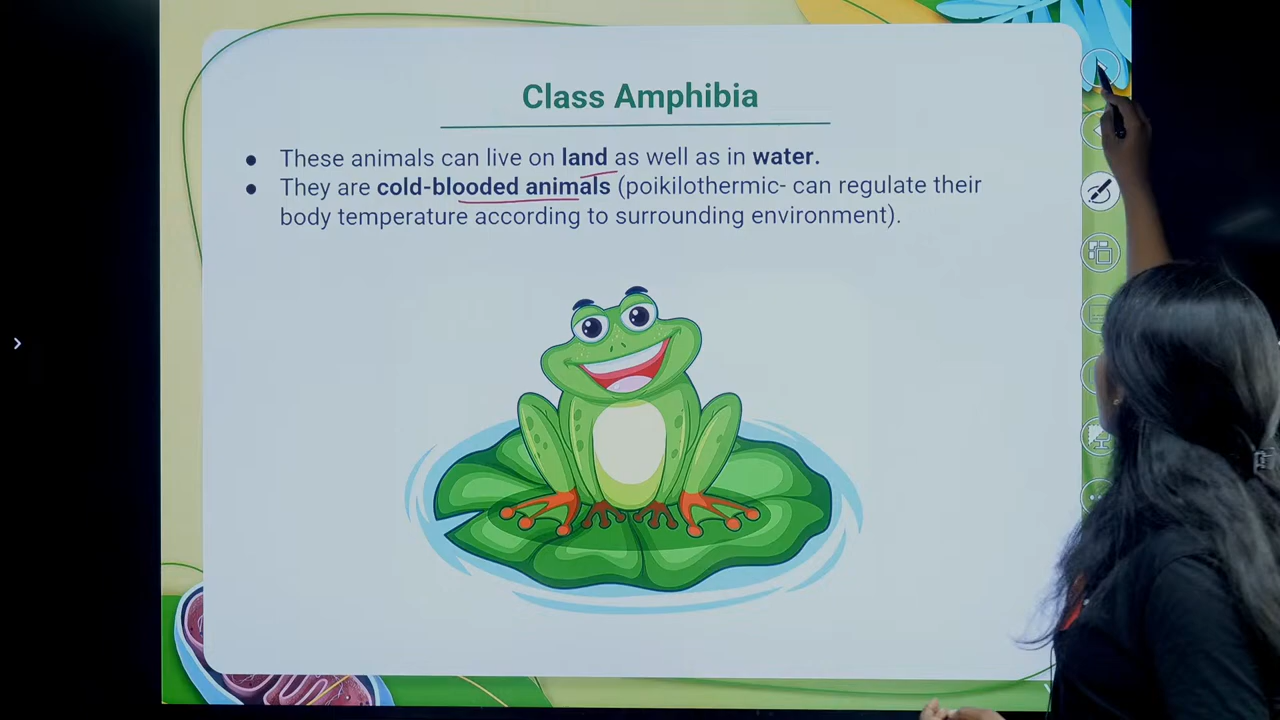 Class Amphibia
● These animals can live on land as well as in water.
● They are cold-blooded animals (poikilothermic- can regulate their
body temperature according to surrounding environment).